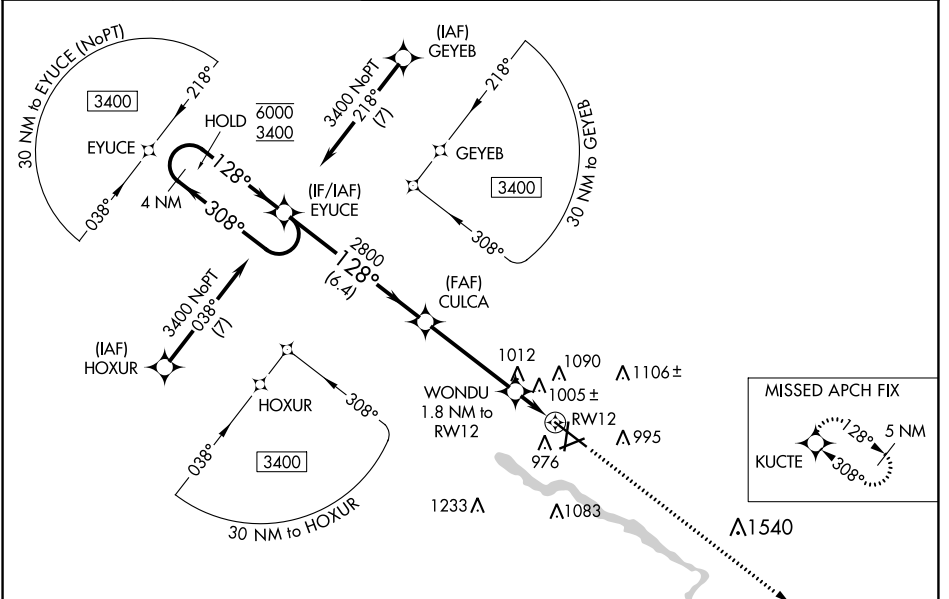 30 NM to EYUCE (NoPT)
3400
218°
EYUCE
038°
HOLD
6000
3400
4 NM
128°
308°
(IF/IAF)
EYUCE
(IAF)
GEYEB
3400 NoPT
218°
(7)
218°
GEYEB
3400
308°
30 NM to GEYEB
2800
128°
(6.4)
(FAF)
CULCA
3400 NoPT
038°
(7)
(IAF)
HOXUR
HOXUR
308°
038°
3400
30 NM to HOXUR
WONDU
1.8 NM to
RW12
1012
1090
1106 ±
1005 ±
RW12
995
976
1233
1083
1540
MISSED APCH FIX
128°
5 NM
KUCTE
308°